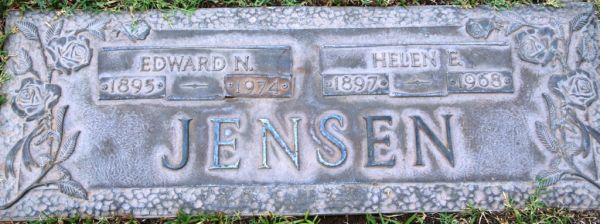 EDWARD N. HELEN E.
1895 — 1974 1897 — 1968
JENSEN